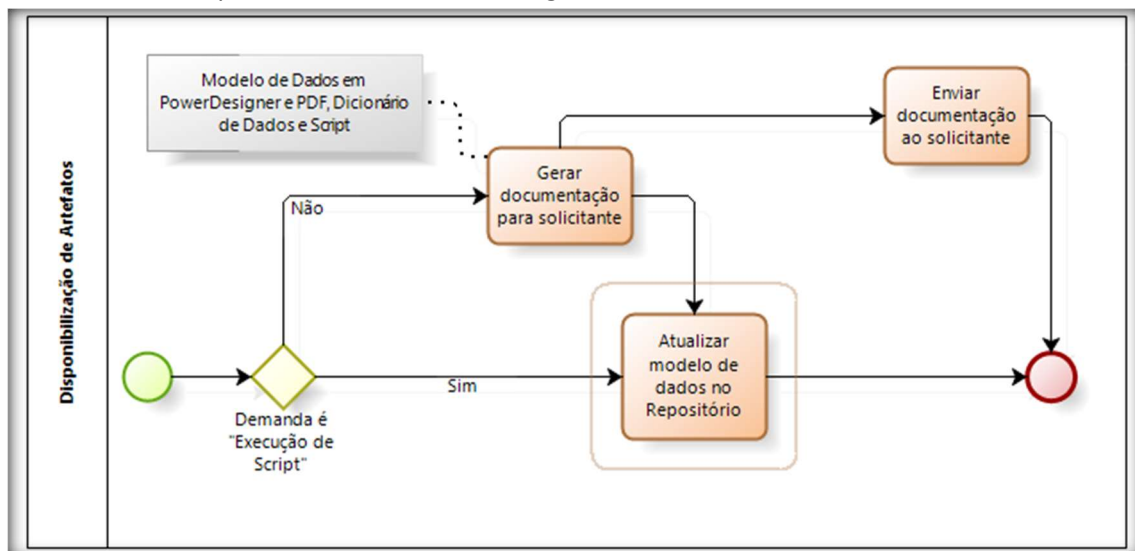 Disponibilização de Artefatos
Modelo de Dados em
PowerDesigner e PDF, Dicionário
de Dados e Script
Enviar
documentação
ao solicitante
Gerar
documentação
para solicitante
Não
Atualizar
modelo de
dados no
Repositório
Sim
Demanda é
"Execução de
Script"